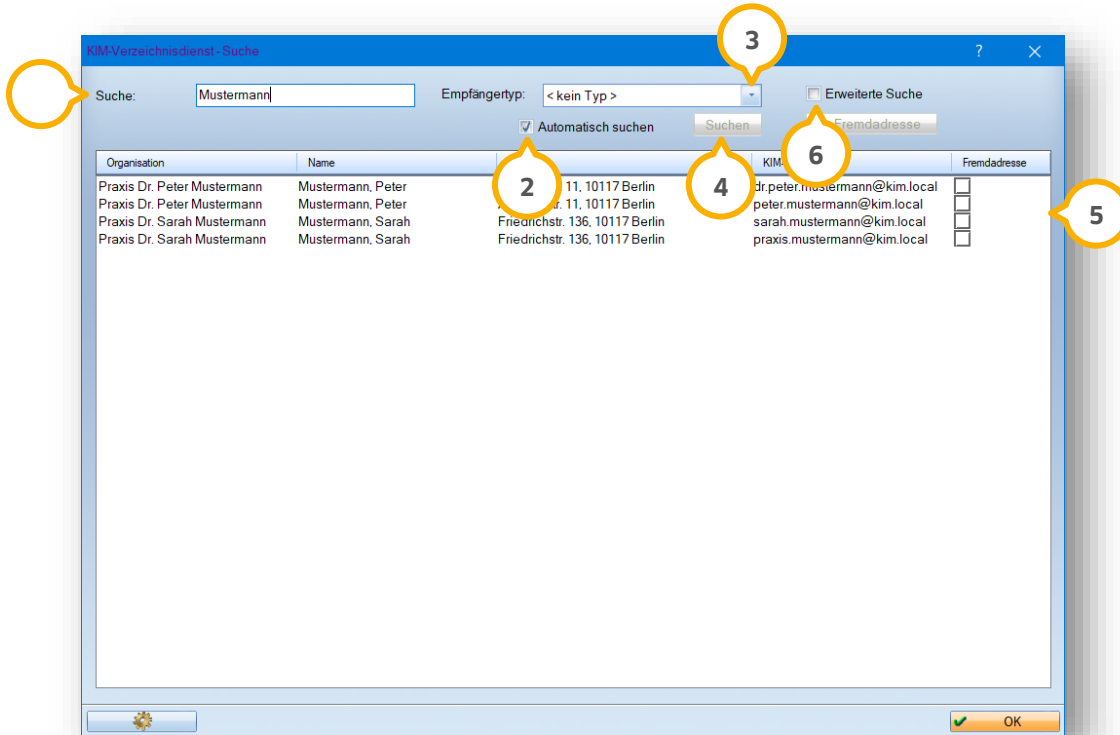 KIM-Verzeichnisdienst-Suche ?
3
Suche: Mustermann Empfängertyp: < kein Typ > Erweiterte Suche
Automatisch suchen Suchen Fremdadresse
2 4 6
Organisation Name KIM- Fremdadresse
Praxis Dr. Peter Mustermann Mustermann, Peter 11, 10117 Berlin dr.peter.mustermann@kim.local
Praxis Dr. Peter Mustermann Mustermann, Peter 11, 10117 Berlin peter.mustermann@kim.local
Praxis Dr. Sarah Mustermann Mustermann, Sarah Friedrichstr. 136, 10117 Berlin sarah.mustermann@kim.local
Praxis Dr. Sarah Mustermann Mustermann, Sarah Friedrichstr. 136, 10117 Berlin praxis.mustermann@kim.local
5
OK